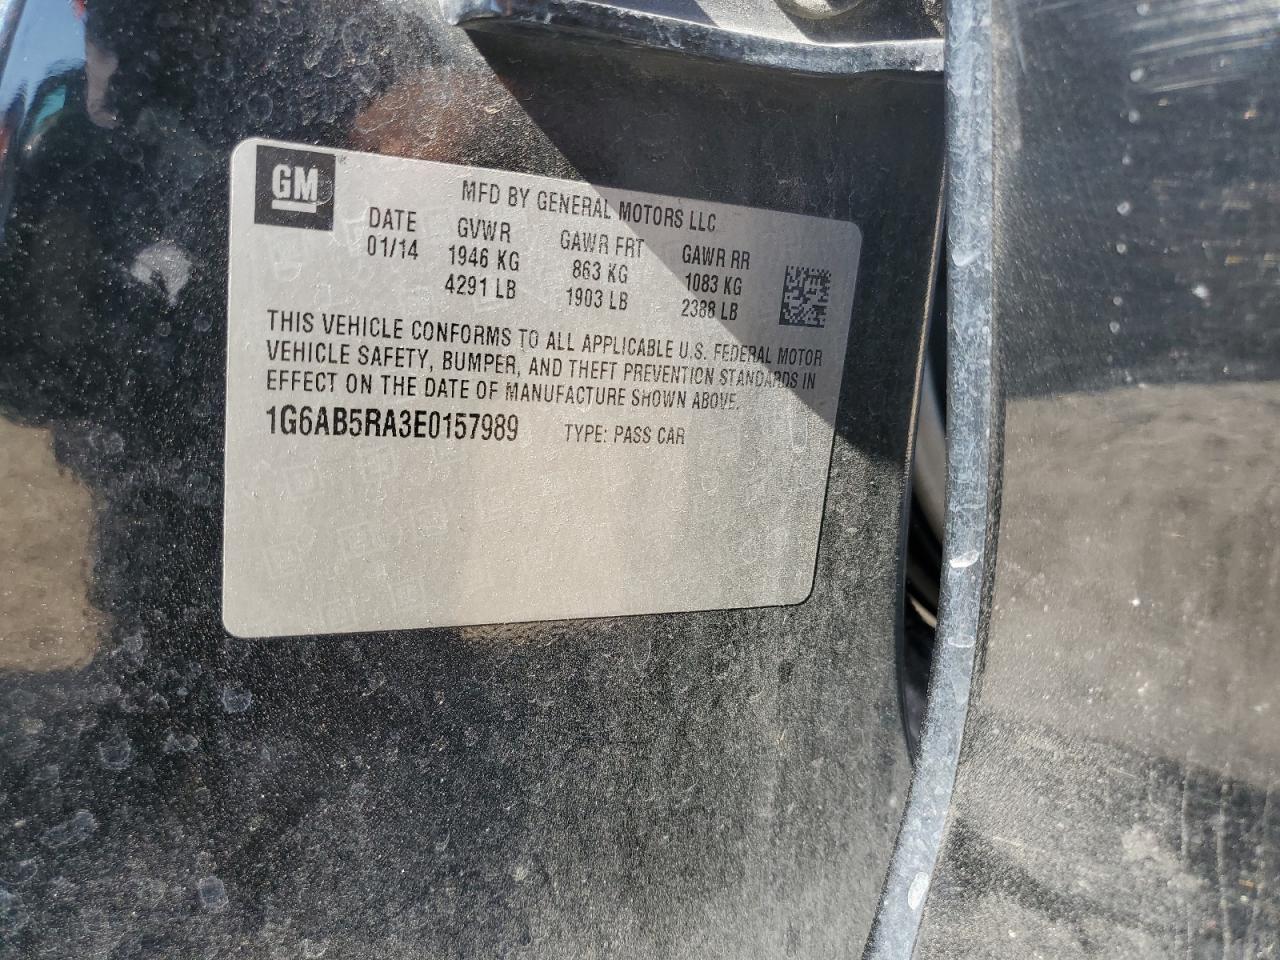 GM
MFD BY GENERAL MOTORS LLC
DATE GVWR GAWR FRT GAWR RR
01/14 1946 KG 863 KG 1083 KG
4291 LB 1903 LB 2388 LB
THIS VEHICLE CONFORMS TO ALL APPLICABLE U.S. FEDERAL MOTOR
VEHICLE SAFETY, BUMPER, AND THEFT PREVENTION STANDARDS IN
EFFECT ON THE DATE OF MANUFACTURE SHOWN ABOVE.
1G6AB5RA3E0157989 TYPE: PASS CAR